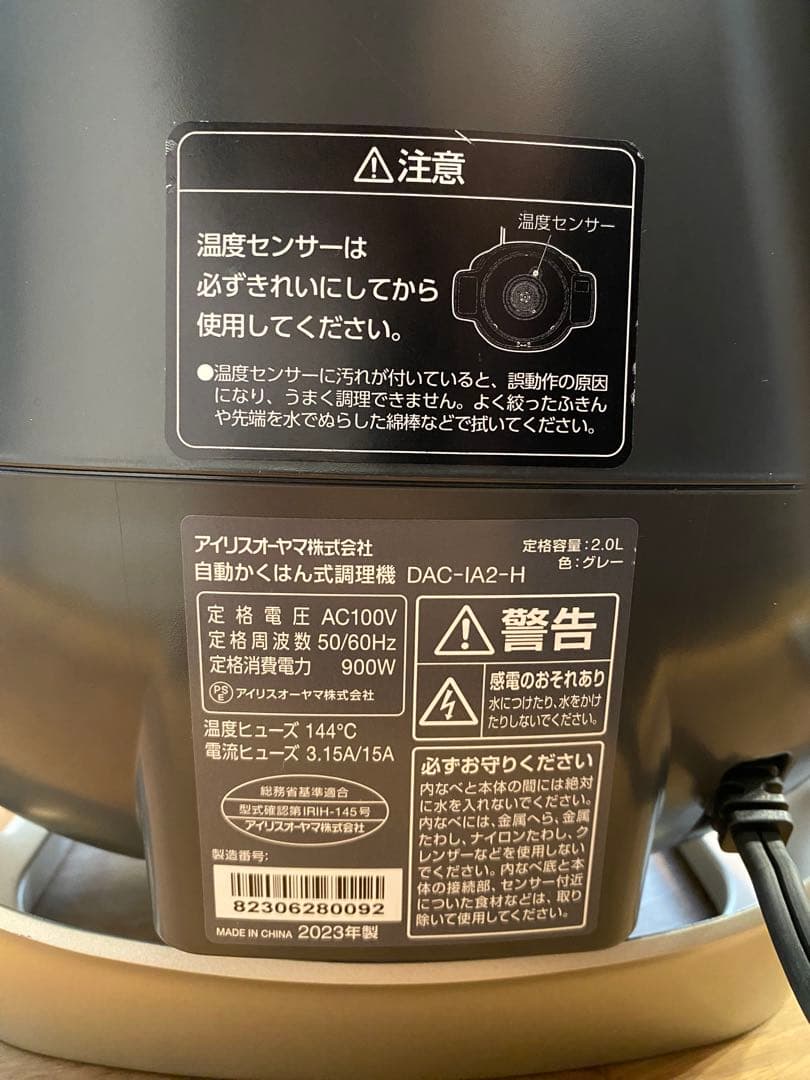 ⚠注意
温度センサーは
必ずきれいにしてから
使用してください。
温度センサー
●温度センサーに汚れが付いていると、誤動作の原因
になり、うまく調理できません。よく絞ったふきん
や先端を水でぬらした綿棒などで拭いてください。
アイリスオーヤマ株式会社
自動かくはん式調理機 DAC-IA2-H
定格容量:2.0L
色:グレー
定格電圧 AC100V
定格周波数 50/60Hz
定格消費電力 900W
PSE アイリスオーヤマ株式会社
温度ヒューズ 144℃
電流ヒューズ 3.15A/15A
総務省基準適合
型式確認第IRIH-145号
アイリスオーヤマ株式会社
製造番号:
82306280092
MADE IN CHINA 2023年製
⚠警告
感電のおそれあり
水につけたり、水をかけ
たりしないでください。
必ずお守りください
内なべと本体の間には絶対
に水を入れないでください。
内なべには、金属へら、金属
たわし、ナイロンたわし、ク
レンザーなどを使用しない
でください。内なべ底と本
体の接続部、センサー付近
についた食材などは、取り
除いて使用してください。